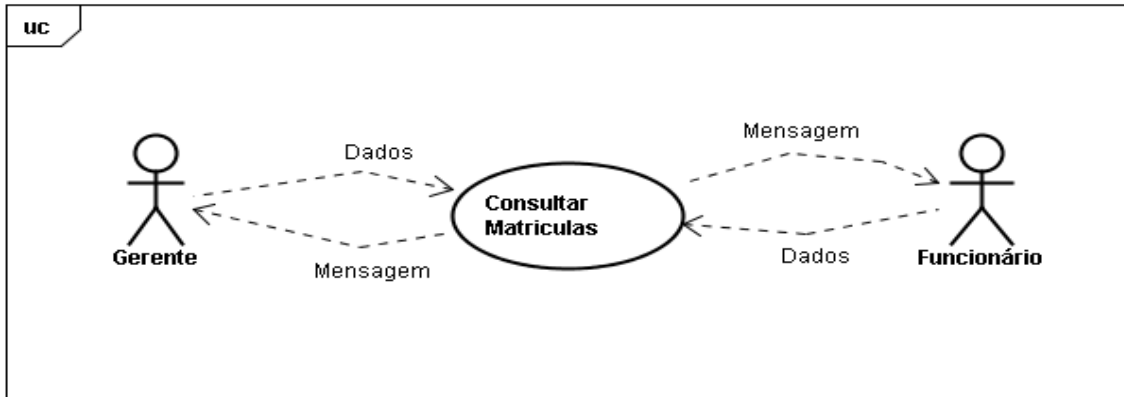 uc
Mensagem
Dados
Consultar
Matriculas
Gerente
Mensagem
Dados
Funcionário